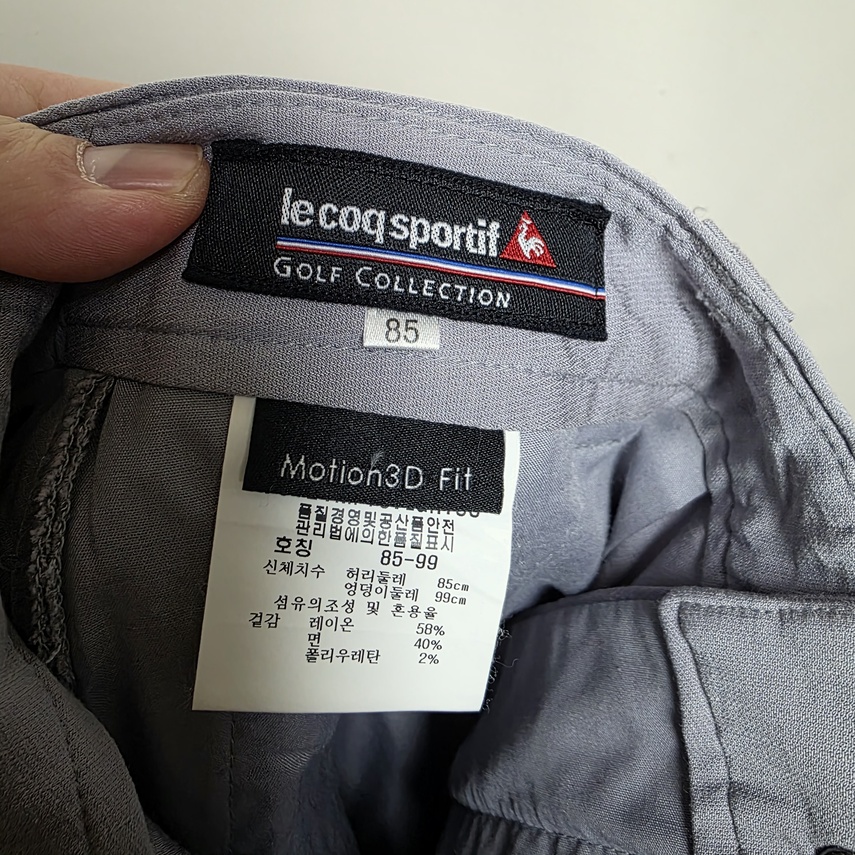 le coq sportif
GOLF COLLECTION
85
Motion3D Fit
품질경영및공산품안전
관리법에의한품질표시
호칭 85-99
신체치수 허리둘레 85cm
엉덩이둘레 99cm
섬유의조성 및 혼용율
겉감 레이온 58%
면 40%
폴리우레탄 2%